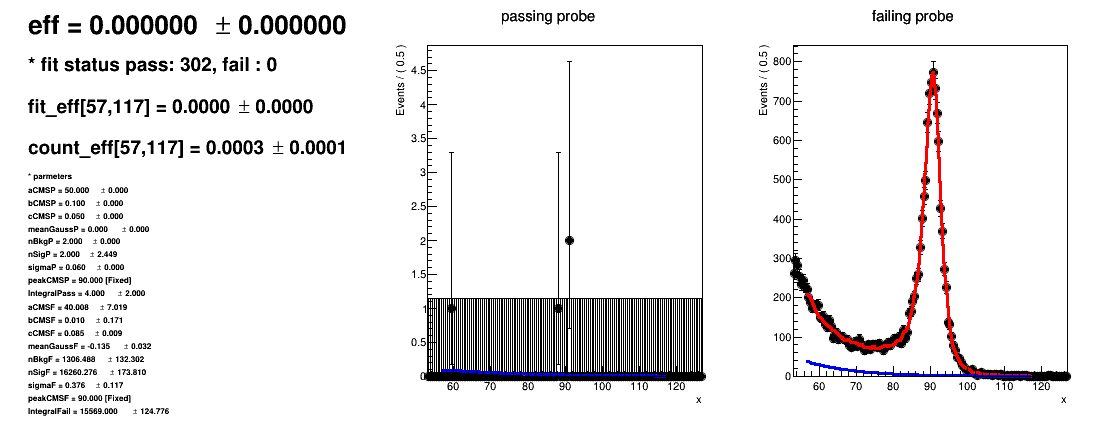 eff = 0.000000 ± 0.000000
* fit status pass: 302, fail : 0
fit_eff[57,117] = 0.0000 ± 0.0000
count_eff[57,117] = 0.0003 ± 0.0001
* parmeters
aCMSP = 50.000 ± 0.000
bCMSP = 0.100 ± 0.000
cCMSP = 0.050 ± 0.000
meanGaussP = 0.000 ± 0.000
nBkgP = 2.000 ± 0.000
nSigP = 2.000 ± 2.449
sigmaP = 0.060 ± 0.000
peakCMSP = 90.000 [Fixed]
IntegralPass = 4.000 ± 2.000
aCMSF = 40.008 ± 7.019
bCMSF = 0.010 ± 0.171
cCMSF = 0.085 ± 0.009
meanGaussF = -0.135 ± 0.032
nBkgF = 1306.488 ± 132.302
nSigF = 16260.276 ± 173.810
sigmaF = 0.376 ± 0.117
peakCMSF = 90.000 [Fixed]
IntegralFail = 15569.000 ± 124.776
passing probe
Events / ( 0.5 )
4.5
4
3.5
3
2.5
2
1.5
1
0.5
0
60 70 80 90 100 110 120
x
failing probe
Events / ( 0.5 )
800
700
600
500
400
300
200
100
0
60 70 80 90 100 110 120
x